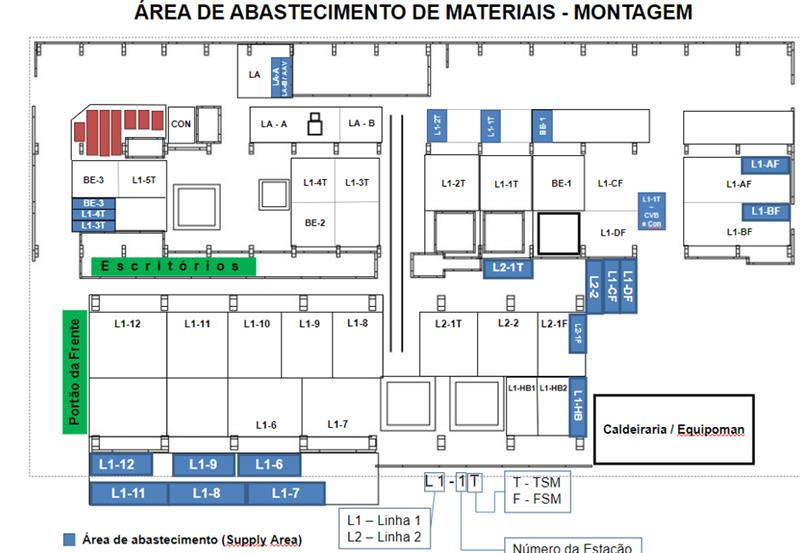 ÁREA DE ABASTECIMENTO DE MATERIAIS - MONTAGEM
LA
LA-A
LA-B / AAV
CON
LA - A
LA - B
L1-2T
L1-1T
BE-1
BE-3
L1-5T
L1-4T
L1-3T
L1-2T
L1-1T
BE-1
L1-CF
L1-AF
L1-AF
BE-3
L1-4T
L1-3T
BE-2
L1-1T
–
CVB
e Con
L1-DF
L1-BF
L1-BF
Escritórios
L2-1T
L2-2
L1-CF
L1-DF
Portão da Frente
L1-12
L1-11
L1-10
L1-9
L1-8
L2-1T
L2-2
L2-1F
L2-1F
L1-6
L1-7
L1-HB1
L1-HB2
L1-HB
Caldeiraria / Equipoman
L1-12
L1-9
L1-6
L1-11
L1-8
L1-7
L1-1T
T - TSM
F - FSM
L1 – Linha 1
L2 – Linha 2
Número da Estação
Área de abastecimento (Supply Area)